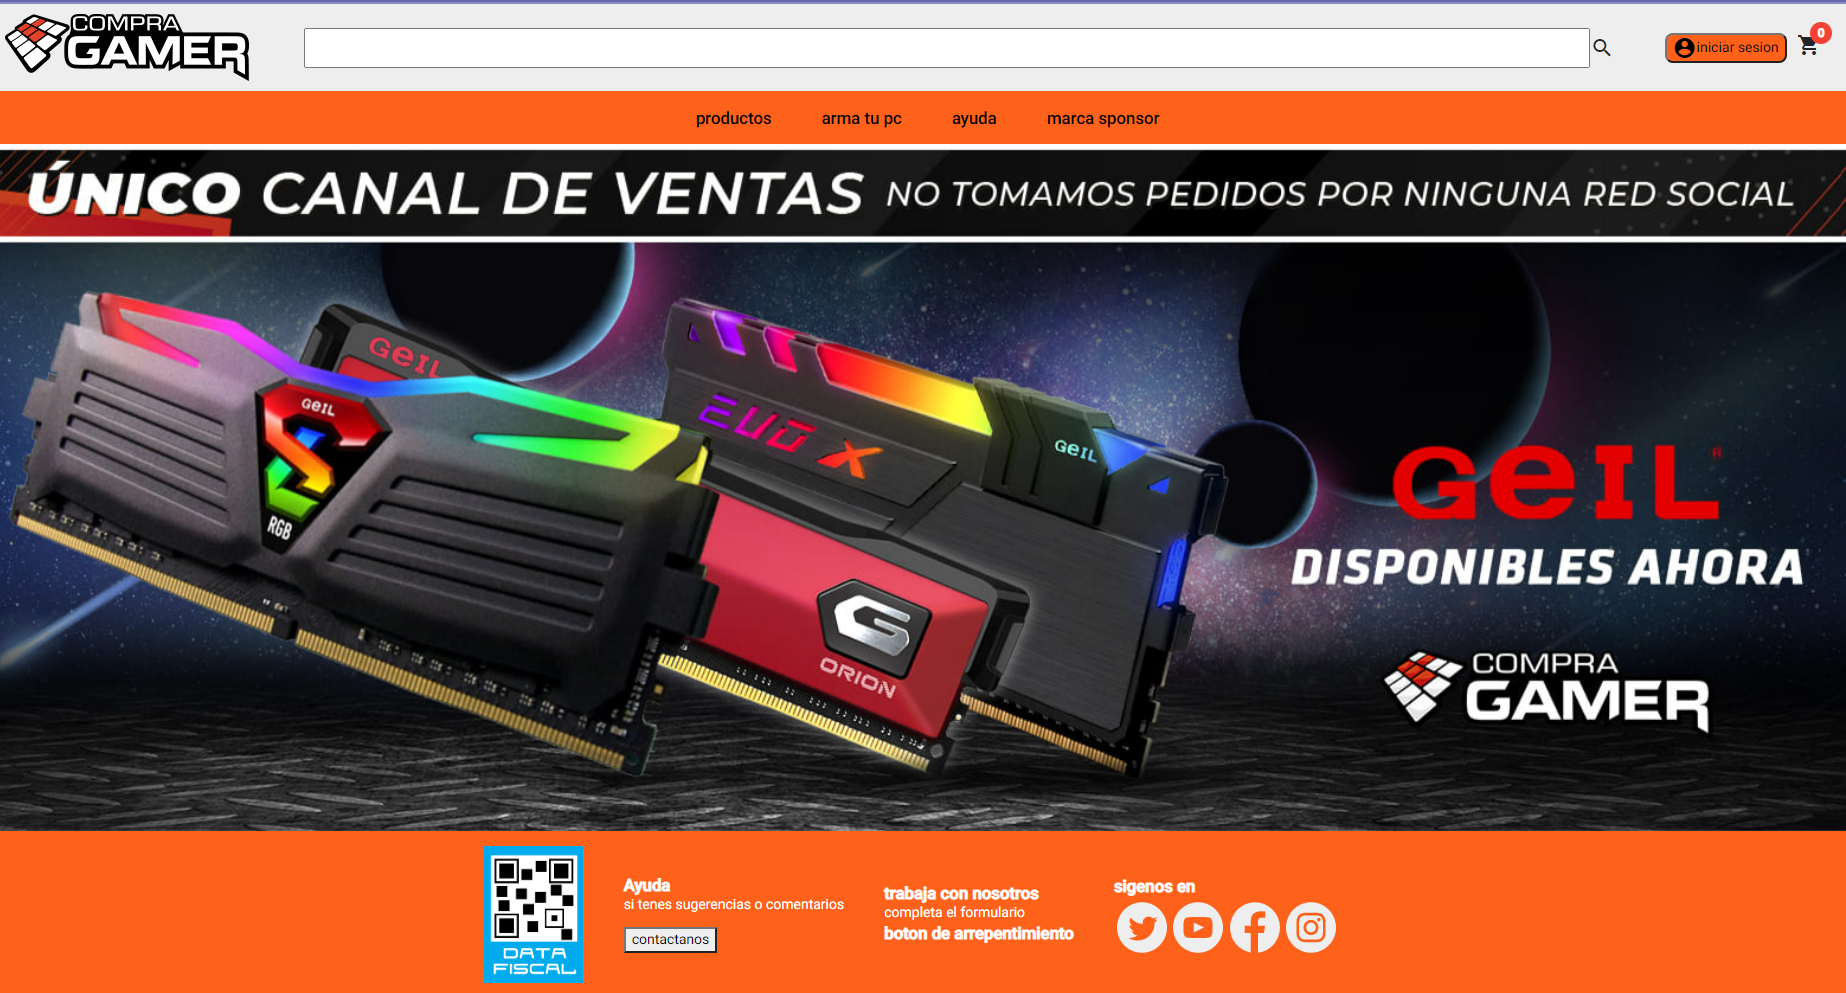 COMPRA
GAMER
iniciar sesion
0
productos
arma tu pc
ayuda
marca sponsor
ÚNICO CANAL DE VENTAS NO TOMAMOS PEDIDOS POR NINGUNA RED SOCIAL
GeIL
GeIL
RGB
EVO X
GeIL
ORION
GeIL®
DISPONIBLES AHORA
COMPRA
GAMER
DATA
FISCAL
Ayuda
si tenes sugerencias o comentarios
contactanos
trabaja con nosotros
completa el formulario
boton de arrepentimiento
sigenos en